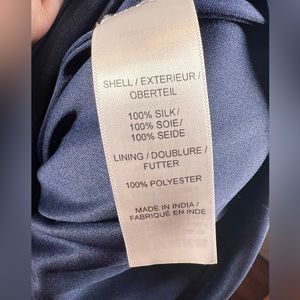 SHELL / EXTERIEUR /
OBERTEIL
100% SILK /
100% SOIE /
100% SEIDE
LINING / DOUBLURE /
FUTTER
100% POLYESTER
MADE IN INDIA /
FABRIQUÉ EN INDE